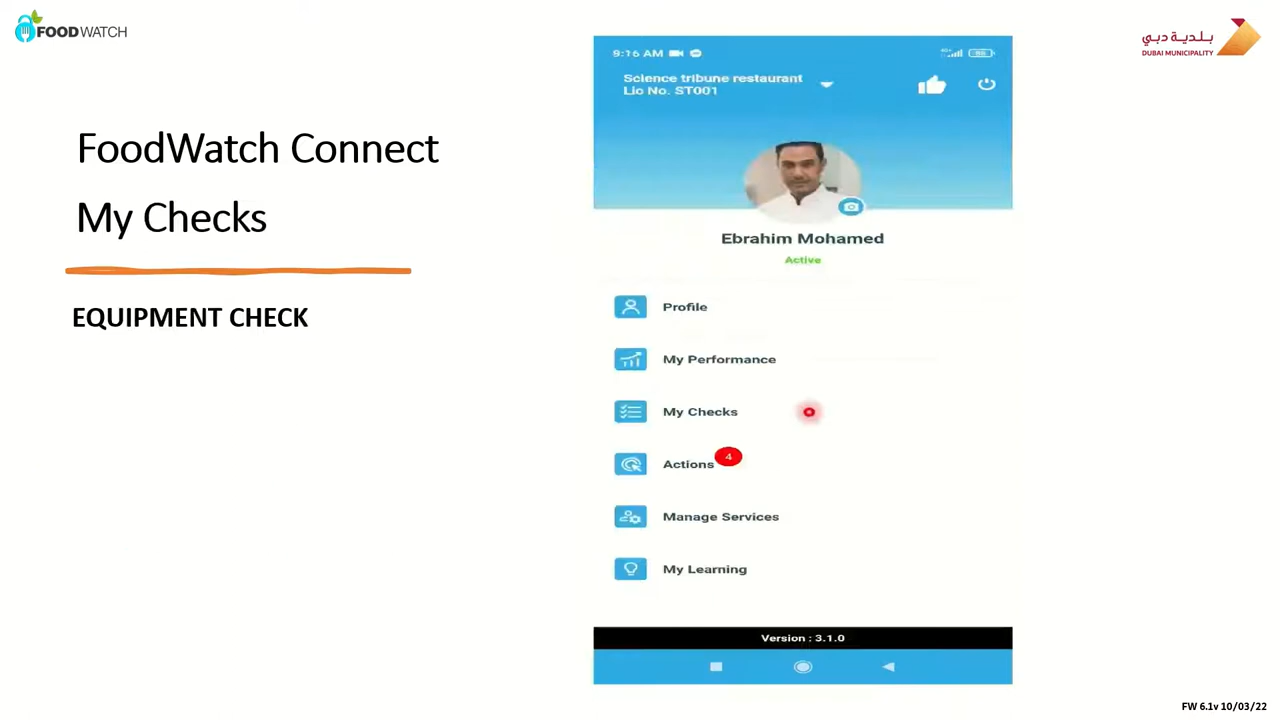 FOODWATCH
بلدية دبي
DUBAI MUNICIPALITY
FoodWatch Connect
My Checks
EQUIPMENT CHECK
9:16 AM
Science tribune restaurant
Lic No. ST001
Ebrahim Mohamed
Active
Profile
My Performance
My Checks
Actions 4
Manage Services
My Learning
Version : 3.1.0
FW 6.1v 10/03/22